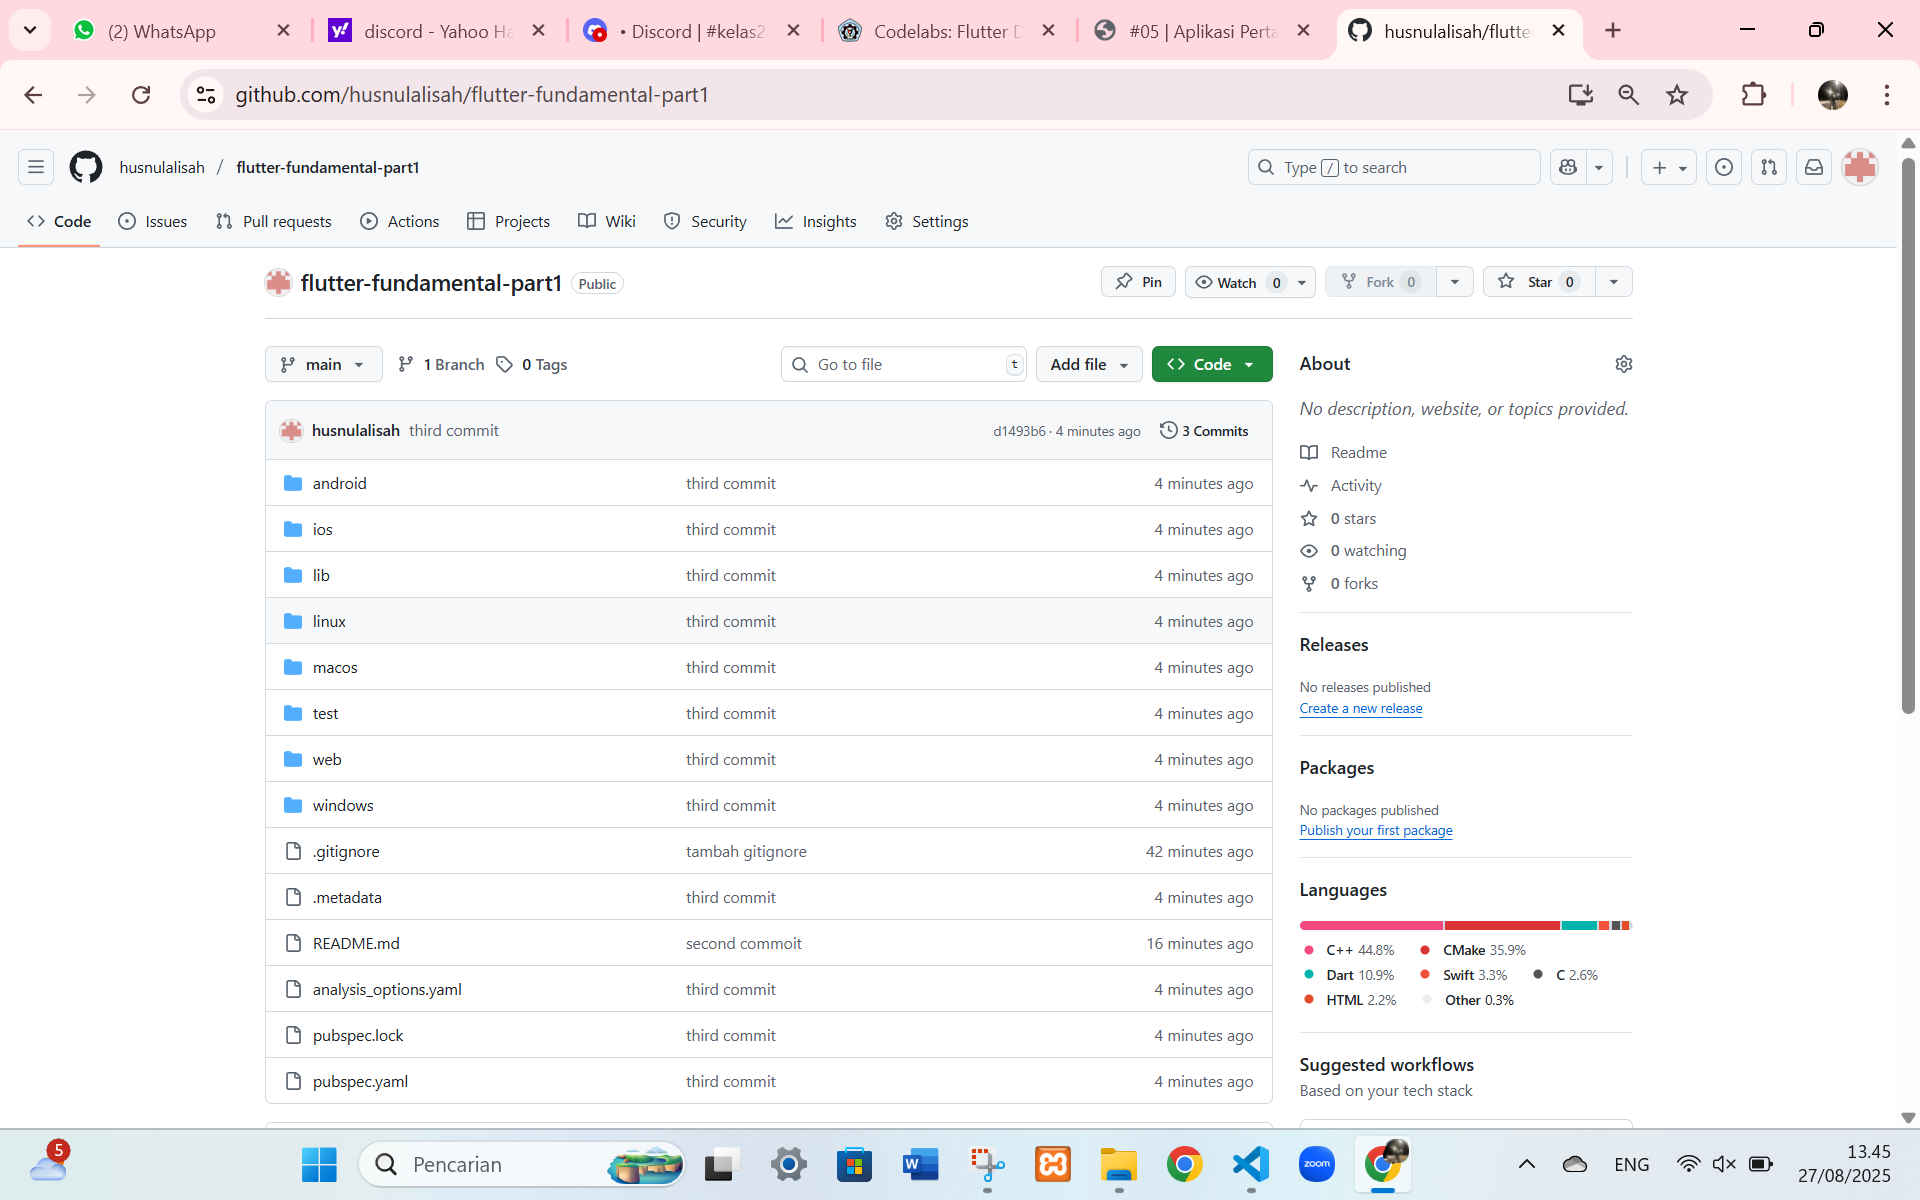 (2) WhatsApp
discord - Yahoo Ha
• Discord | #kelas2
Codelabs: Flutter D
#05 | Aplikasi Perta
husnulalisah/flutte
github.com/husnulalisah/flutter-fundamental-part1
husnulalisah / flutter-fundamental-part1
Type / to search
Code
Issues
Pull requests
Actions
Projects
Wiki
Security
Insights
Settings
flutter-fundamental-part1 Public
Pin
Watch 0
Fork 0
Star 0
main
1 Branch
0 Tags
Go to file t
Add file
Code
husnulalisah third commit
d1493b6 · 4 minutes ago
3 Commits
android third commit 4 minutes ago
ios third commit 4 minutes ago
lib third commit 4 minutes ago
linux third commit 4 minutes ago
macos third commit 4 minutes ago
test third commit 4 minutes ago
web third commit 4 minutes ago
windows third commit 4 minutes ago
.gitignore tambah gitignore 42 minutes ago
.metadata third commit 4 minutes ago
README.md second commoit 16 minutes ago
analysis_options.yaml third commit 4 minutes ago
pubspec.lock third commit 4 minutes ago
pubspec.yaml third commit 4 minutes ago
About
No description, website, or topics provided.
Readme
Activity
0 stars
0 watching
0 forks
Releases
No releases published
Create a new release
Packages
No packages published
Publish your first package
Languages
C++ 44.8% CMake 35.9%
Dart 10.9% Swift 3.3% C 2.6%
HTML 2.2% Other 0.3%
Suggested workflows
Based on your tech stack
5
Pencarian
W
zoom
ENG
13.45
27/08/2025